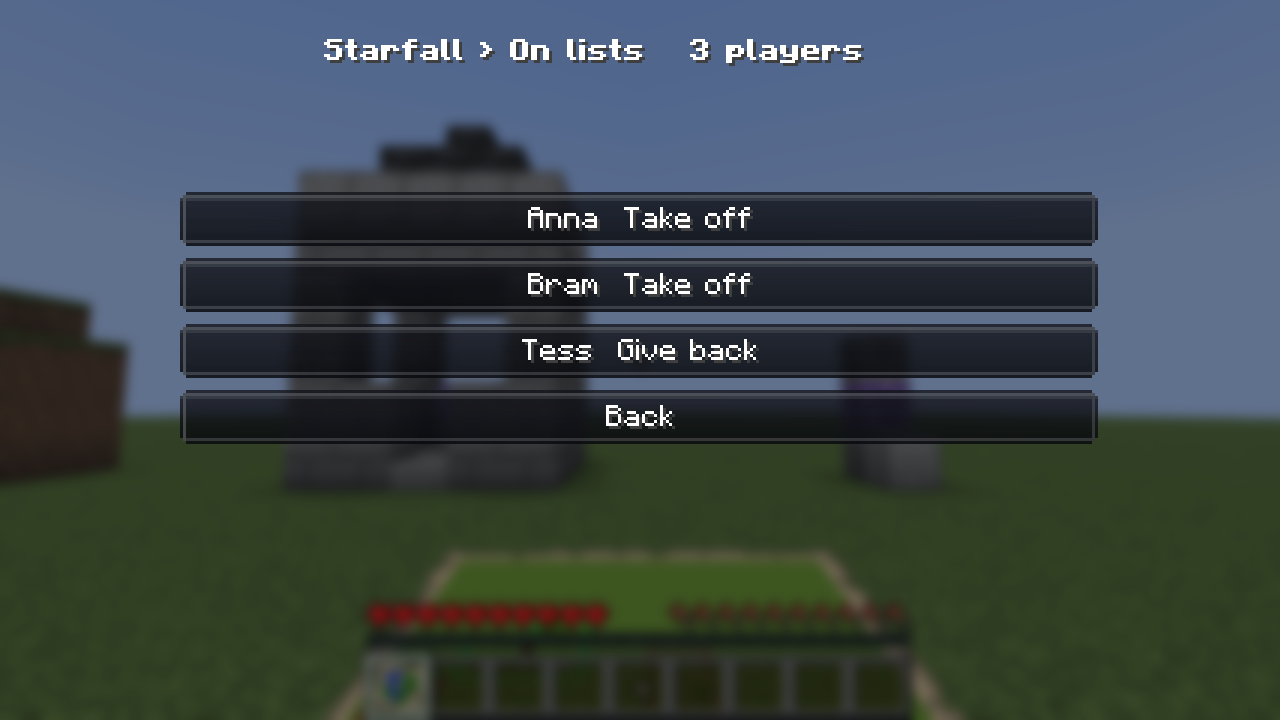 Starfall > On lists 3 players
Anna Take off
Bram Take off
Tess Give back
Back